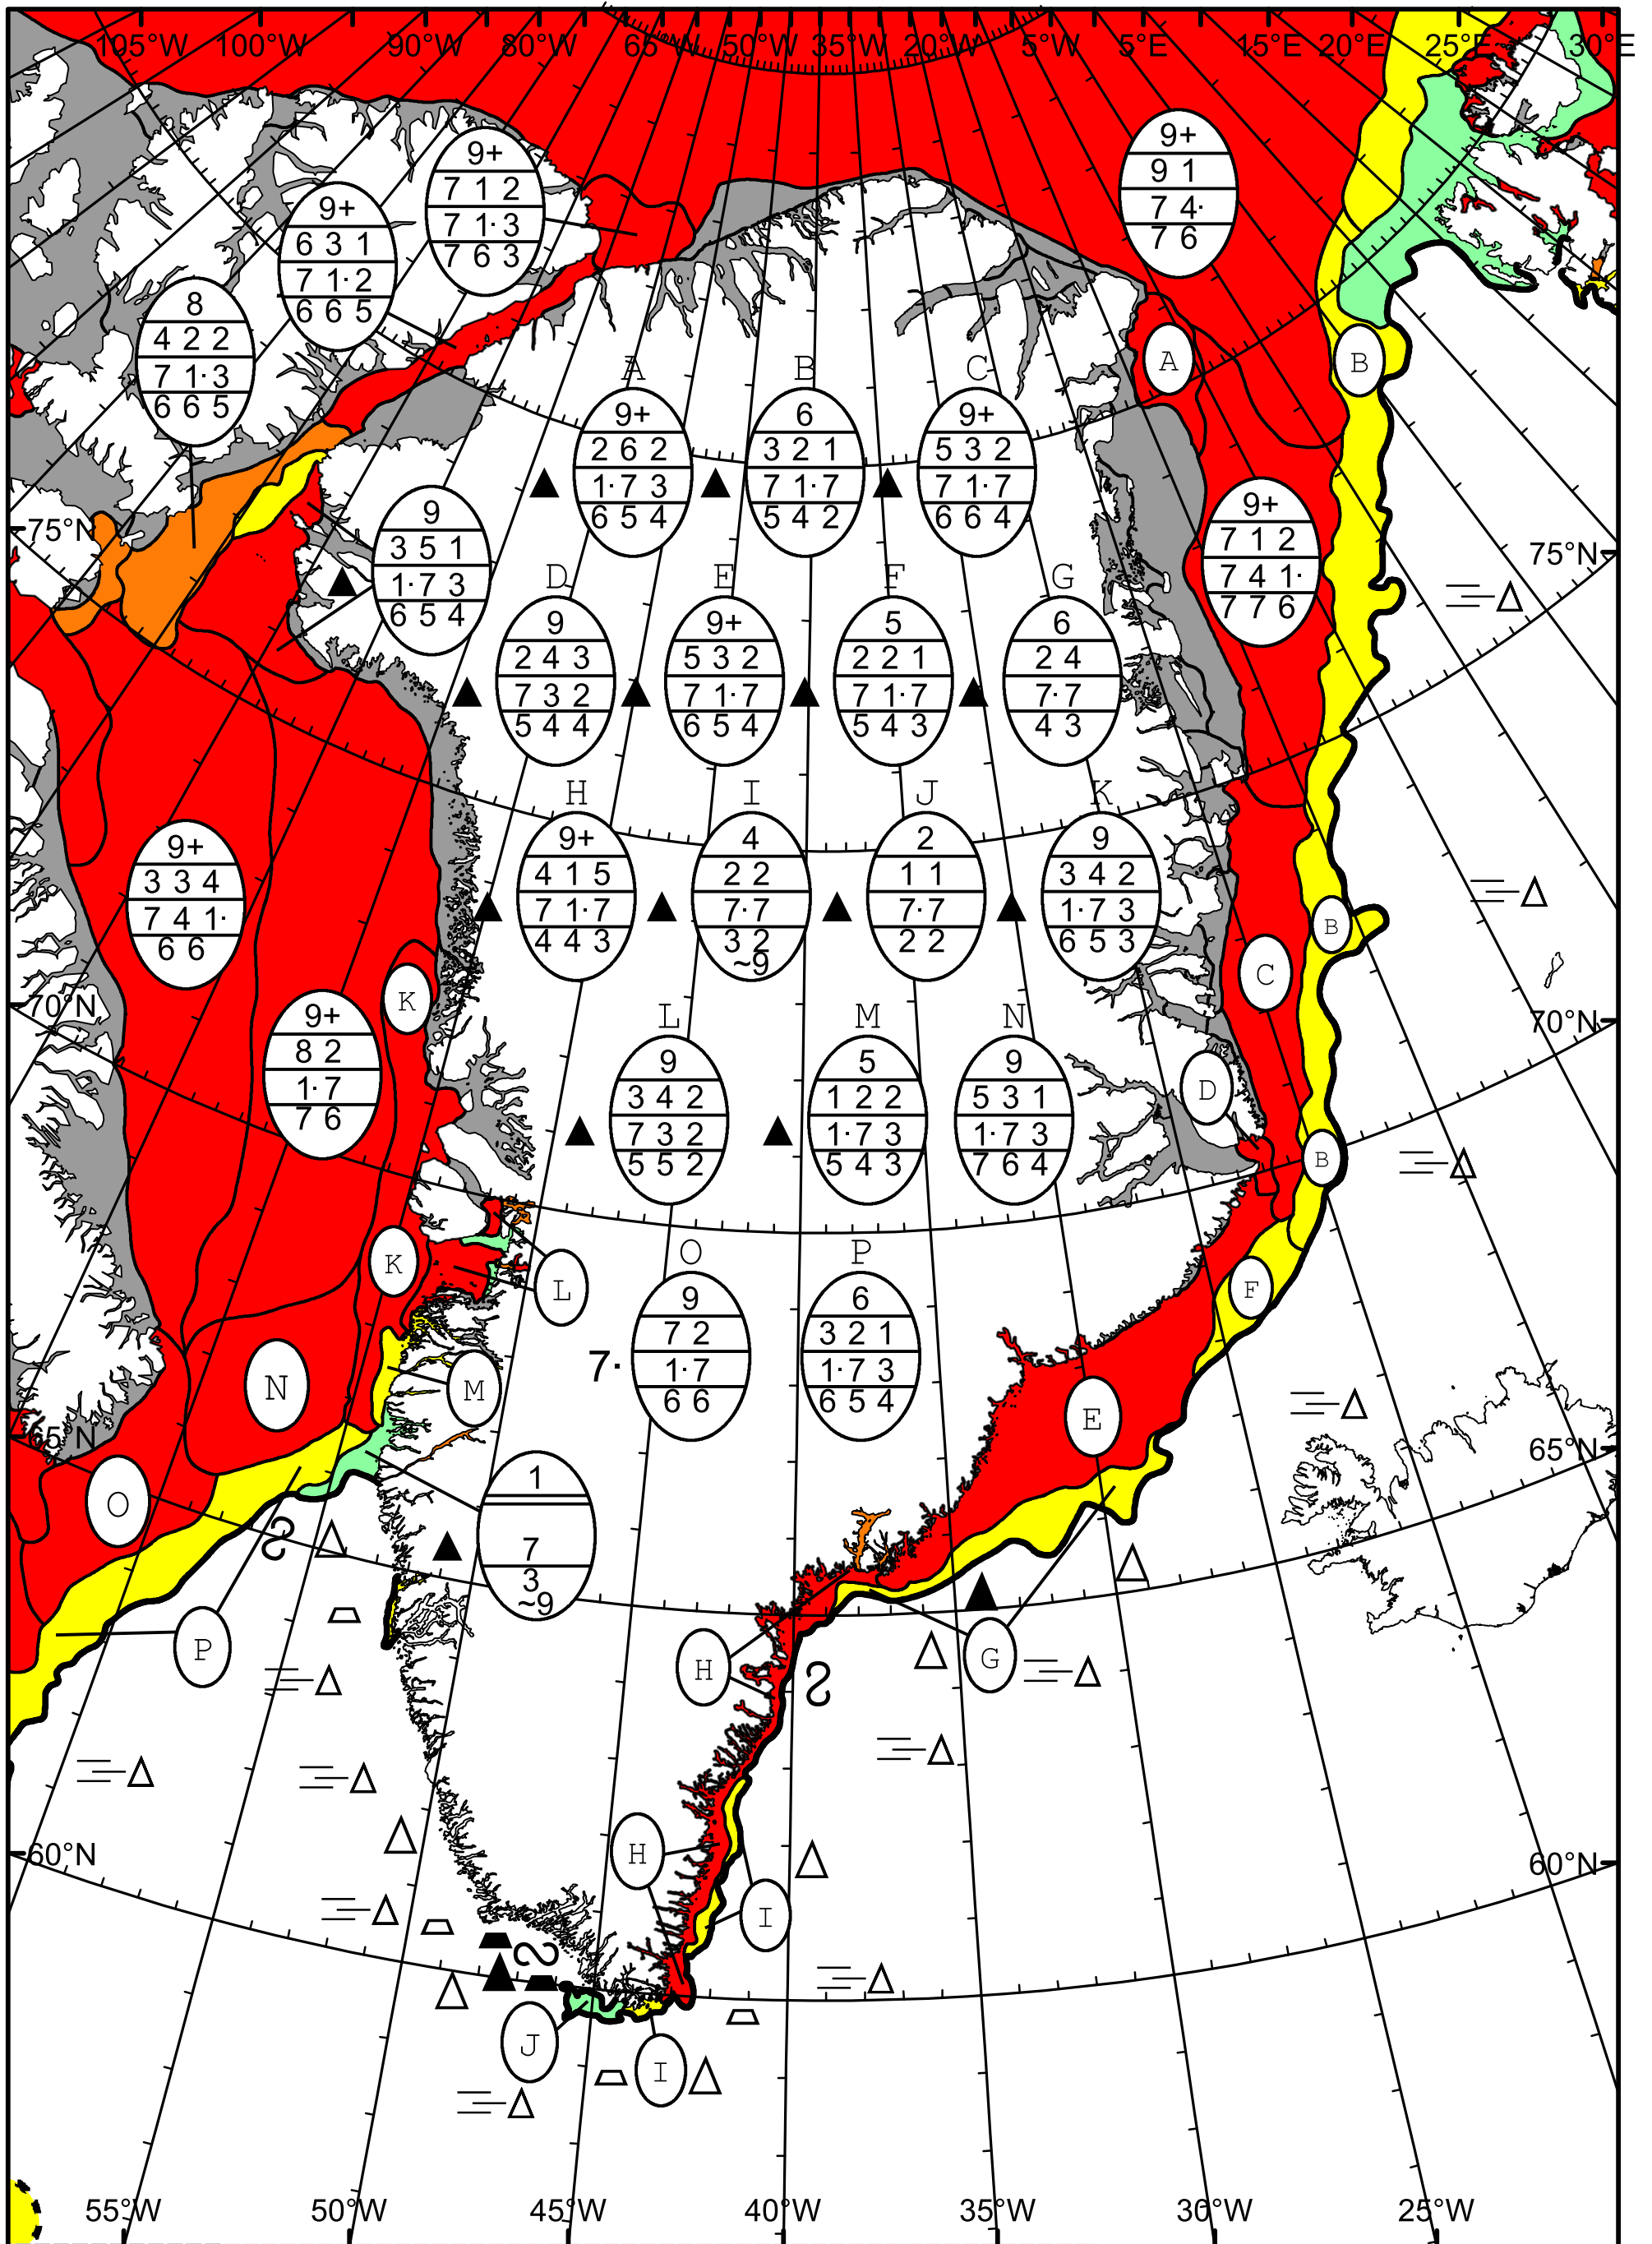 105°W 100°W 90°W 80°W 65°W 50°W 35°W 20°W 5°W 5°E 15°E 20°E 25°E 30°E
9+
7 1 2
7 1· 3
7 6 3
9+
9 1
7 4·
7 6
9+
6 3 1
7 1· 2
6 6 5
8
4 2 2
7 1· 3
6 6 5
A
B
A B C
9+
2 6 2
1· 7 3
6 5 4
6
3 2 1
7 1· 7
5 4 2
9+
5 3 2
7 1· 7
6 6 4
75°N
75°N
9
3 5 1
1· 7 3
6 5 4
9+
7 1 2
7 4 1·
7 7 6
D E F G
9
2 4 3
7 3 2
5 4 4
9+
5 3 2
7 1· 7
6 5 4
5
2 2 1
7 1· 7
5 4 3
6
2 4
7· 7
4 3
H I J K
9+
4 1 5
7 1· 7
4 4 3
4
2 2
7· 7
3 2
~9
2
1 1
7· 7
2 2
9
3 4 2
1· 7 3
6 5 3
9+
3 3 4
7 4 1·
6 6
B
C
K
70°N
70°N
9+
8 2
1· 7
7 6
L M N
9
3 4 2
7 3 2
5 5 2
5
1 2 2
1· 7 3
5 4 3
9
5 3 1
1· 7 3
7 6 4
D
B
K
L
F
O P
9
7 2
7· 1· 7
6 6
6
3 2 1
1· 7 3
6 5 4
N
M
E
65°N
65°N
O
1
7
3
~9
P
H
G
60°N
60°N
H
I
J
I
55°W 50°W 45°W 40°W 35°W 30°W 25°W